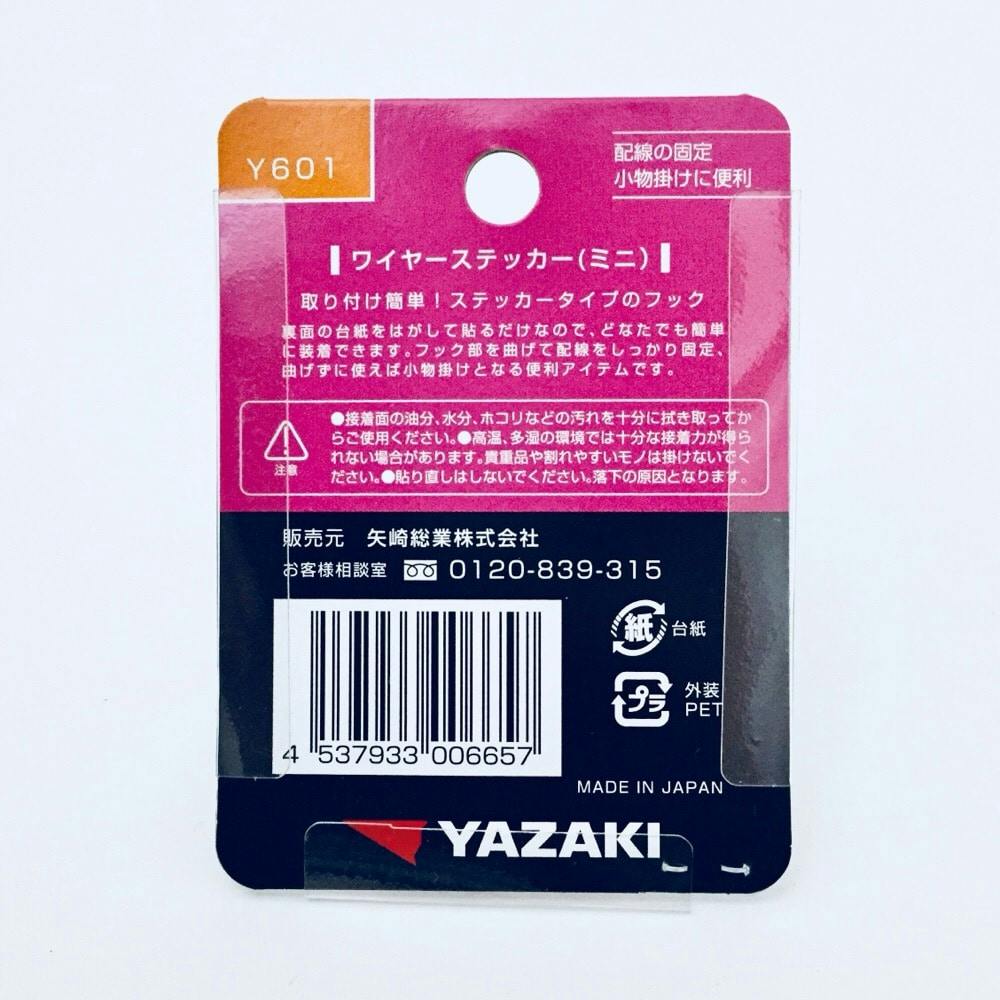 Y601
配線の固定
小物掛けに便利
ワイヤーステッカー(ミニ)
取り付け簡単!ステッカータイプのフック
裏面の台紙をはがして貼るだけなので、どなたでも簡単
に装着できます。フック部を曲げて配線をしっかり固定、
曲げずに使えば小物掛けとなる便利アイテムです。
●接着面の油分、水分、ホコリなどの汚れを十分に拭き取ってか
らご使用ください。●高温、多湿の環境では十分な接着力が得ら
れない場合があります。貴重品や割れやすいモノは掛けないでく
ださい。●貼り直しはしないでください。落下の原因となります。
注意
販売元 矢崎総業株式会社
お客様相談室 0120-839-315
紙 台紙
プラ 外装
PET
4 537933 006657
MADE IN JAPAN
YAZAKI